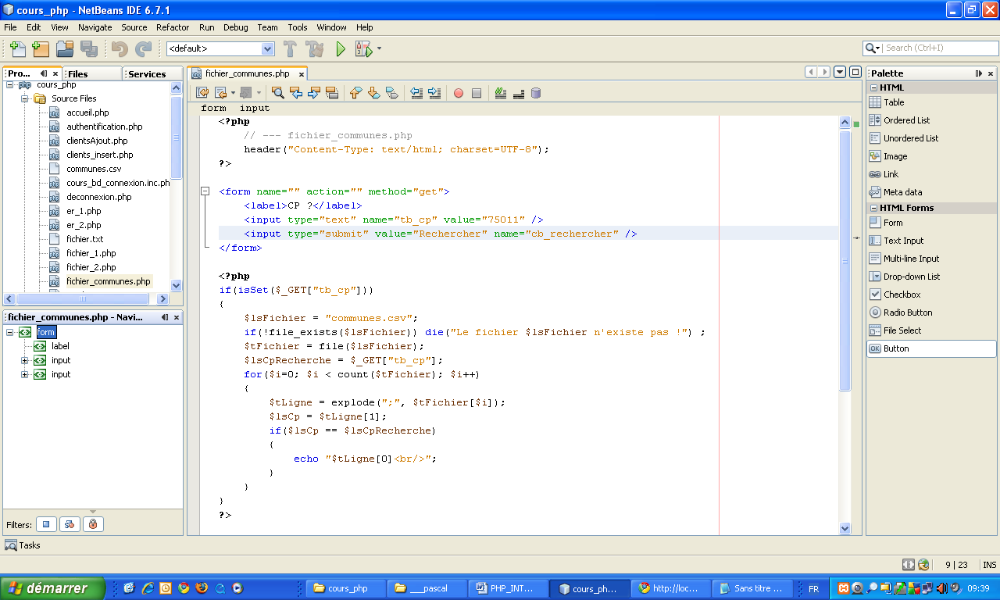 cours_php - NetBeans IDE 6.7.1
File Edit View Navigate Source Refactor Run Debug Team Tools Window Help
<default>
Search (Ctrl+I)
Pro... Files Services
cours_php
Source Files
accueil.php
authentification.php
clientsAjout.php
clients_insert.php
communes.csv
cours_bd_connexion.inc.ph
deconnexion.php
er_1.php
er_2.php
fichier.txt
fichier_1.php
fichier_2.php
fichier_communes.php
fichier_communes.php - Navi...
form
label
input
input
Filters:
Tasks
fichier_communes.php
form input
<?php
// --- fichier_communes.php
header("Content-Type: text/html; charset=UTF-8");
?>
<form name="" action="" method="get">
<label>CP ?</label>
<input type="text" name="tb_cp" value="75011" />
<input type="submit" value="Rechercher" name="cb_rechercher" />
</form>
<?php
if(isSet($_GET["tb_cp"]))
{
$lsFichier = "communes.csv";
if(!file_exists($lsFichier)) die("Le fichier $lsFichier n'existe pas !") ;
$tFichier = file($lsFichier);
$lsCpRecherche = $_GET["tb_cp"];
for($i=0; $i < count($tFichier); $i++)
{
$tLigne = explode(";", $tFichier[$i]);
$lsCp = $tLigne[1];
if($lsCp == $lsCpRecherche)
{
echo "$tLigne[0]<br/>";
}
}
}
?>
Palette
HTML
Table
Ordered List
Unordered List
Image
Link
Meta data
HTML Forms
Form
Text Input
Multi-line Input
Drop-down List
Checkbox
Radio Button
File Select
OK Button
9 | 23 INS
démarrer
cours_php
___pascal
PHP_INT...
cours_ph...
http://loc...
Sans titre ...
FR
09:39